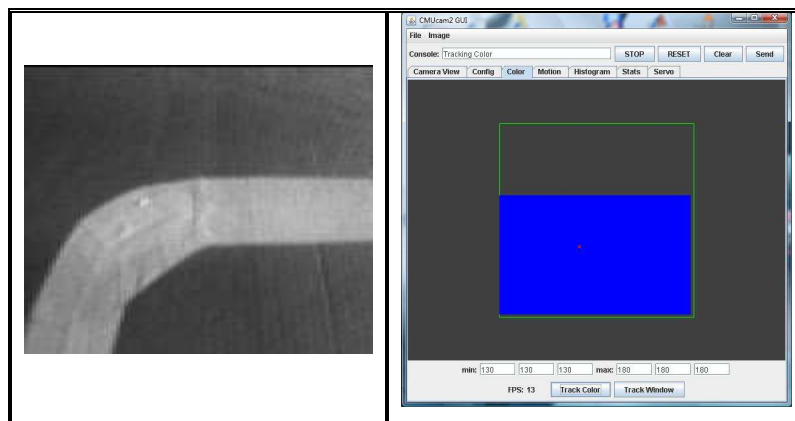 CMUcam2 GUI
File Image
Console: Tracking Color STOP RESET Clear Send
Camera View Config Color Motion Histogram Stats Servo
min: 130 130 130 max: 180 180 180
FPS: 13 Track Color Track Window